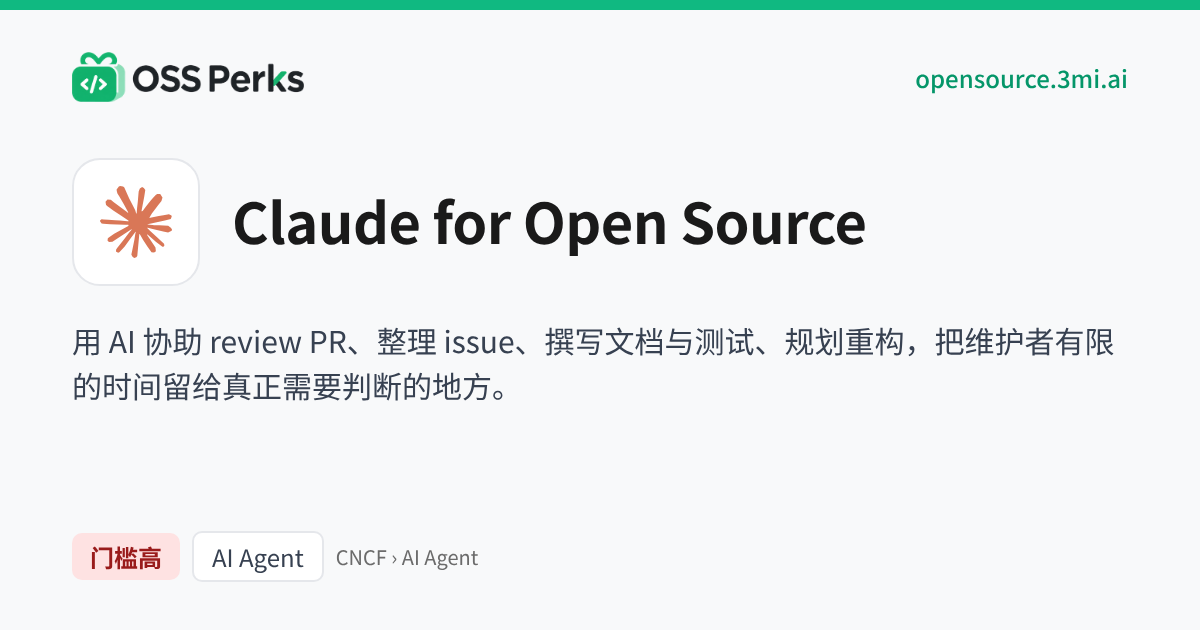 OSS Perks
opensource.3mi.ai
Claude for Open Source
用 AI 协助 review PR、整理 issue、撰写文档与测试、规划重构，把维护者有限
的时间留给真正需要判断的地方。
门槛高
AI Agent
CNCF › AI Agent